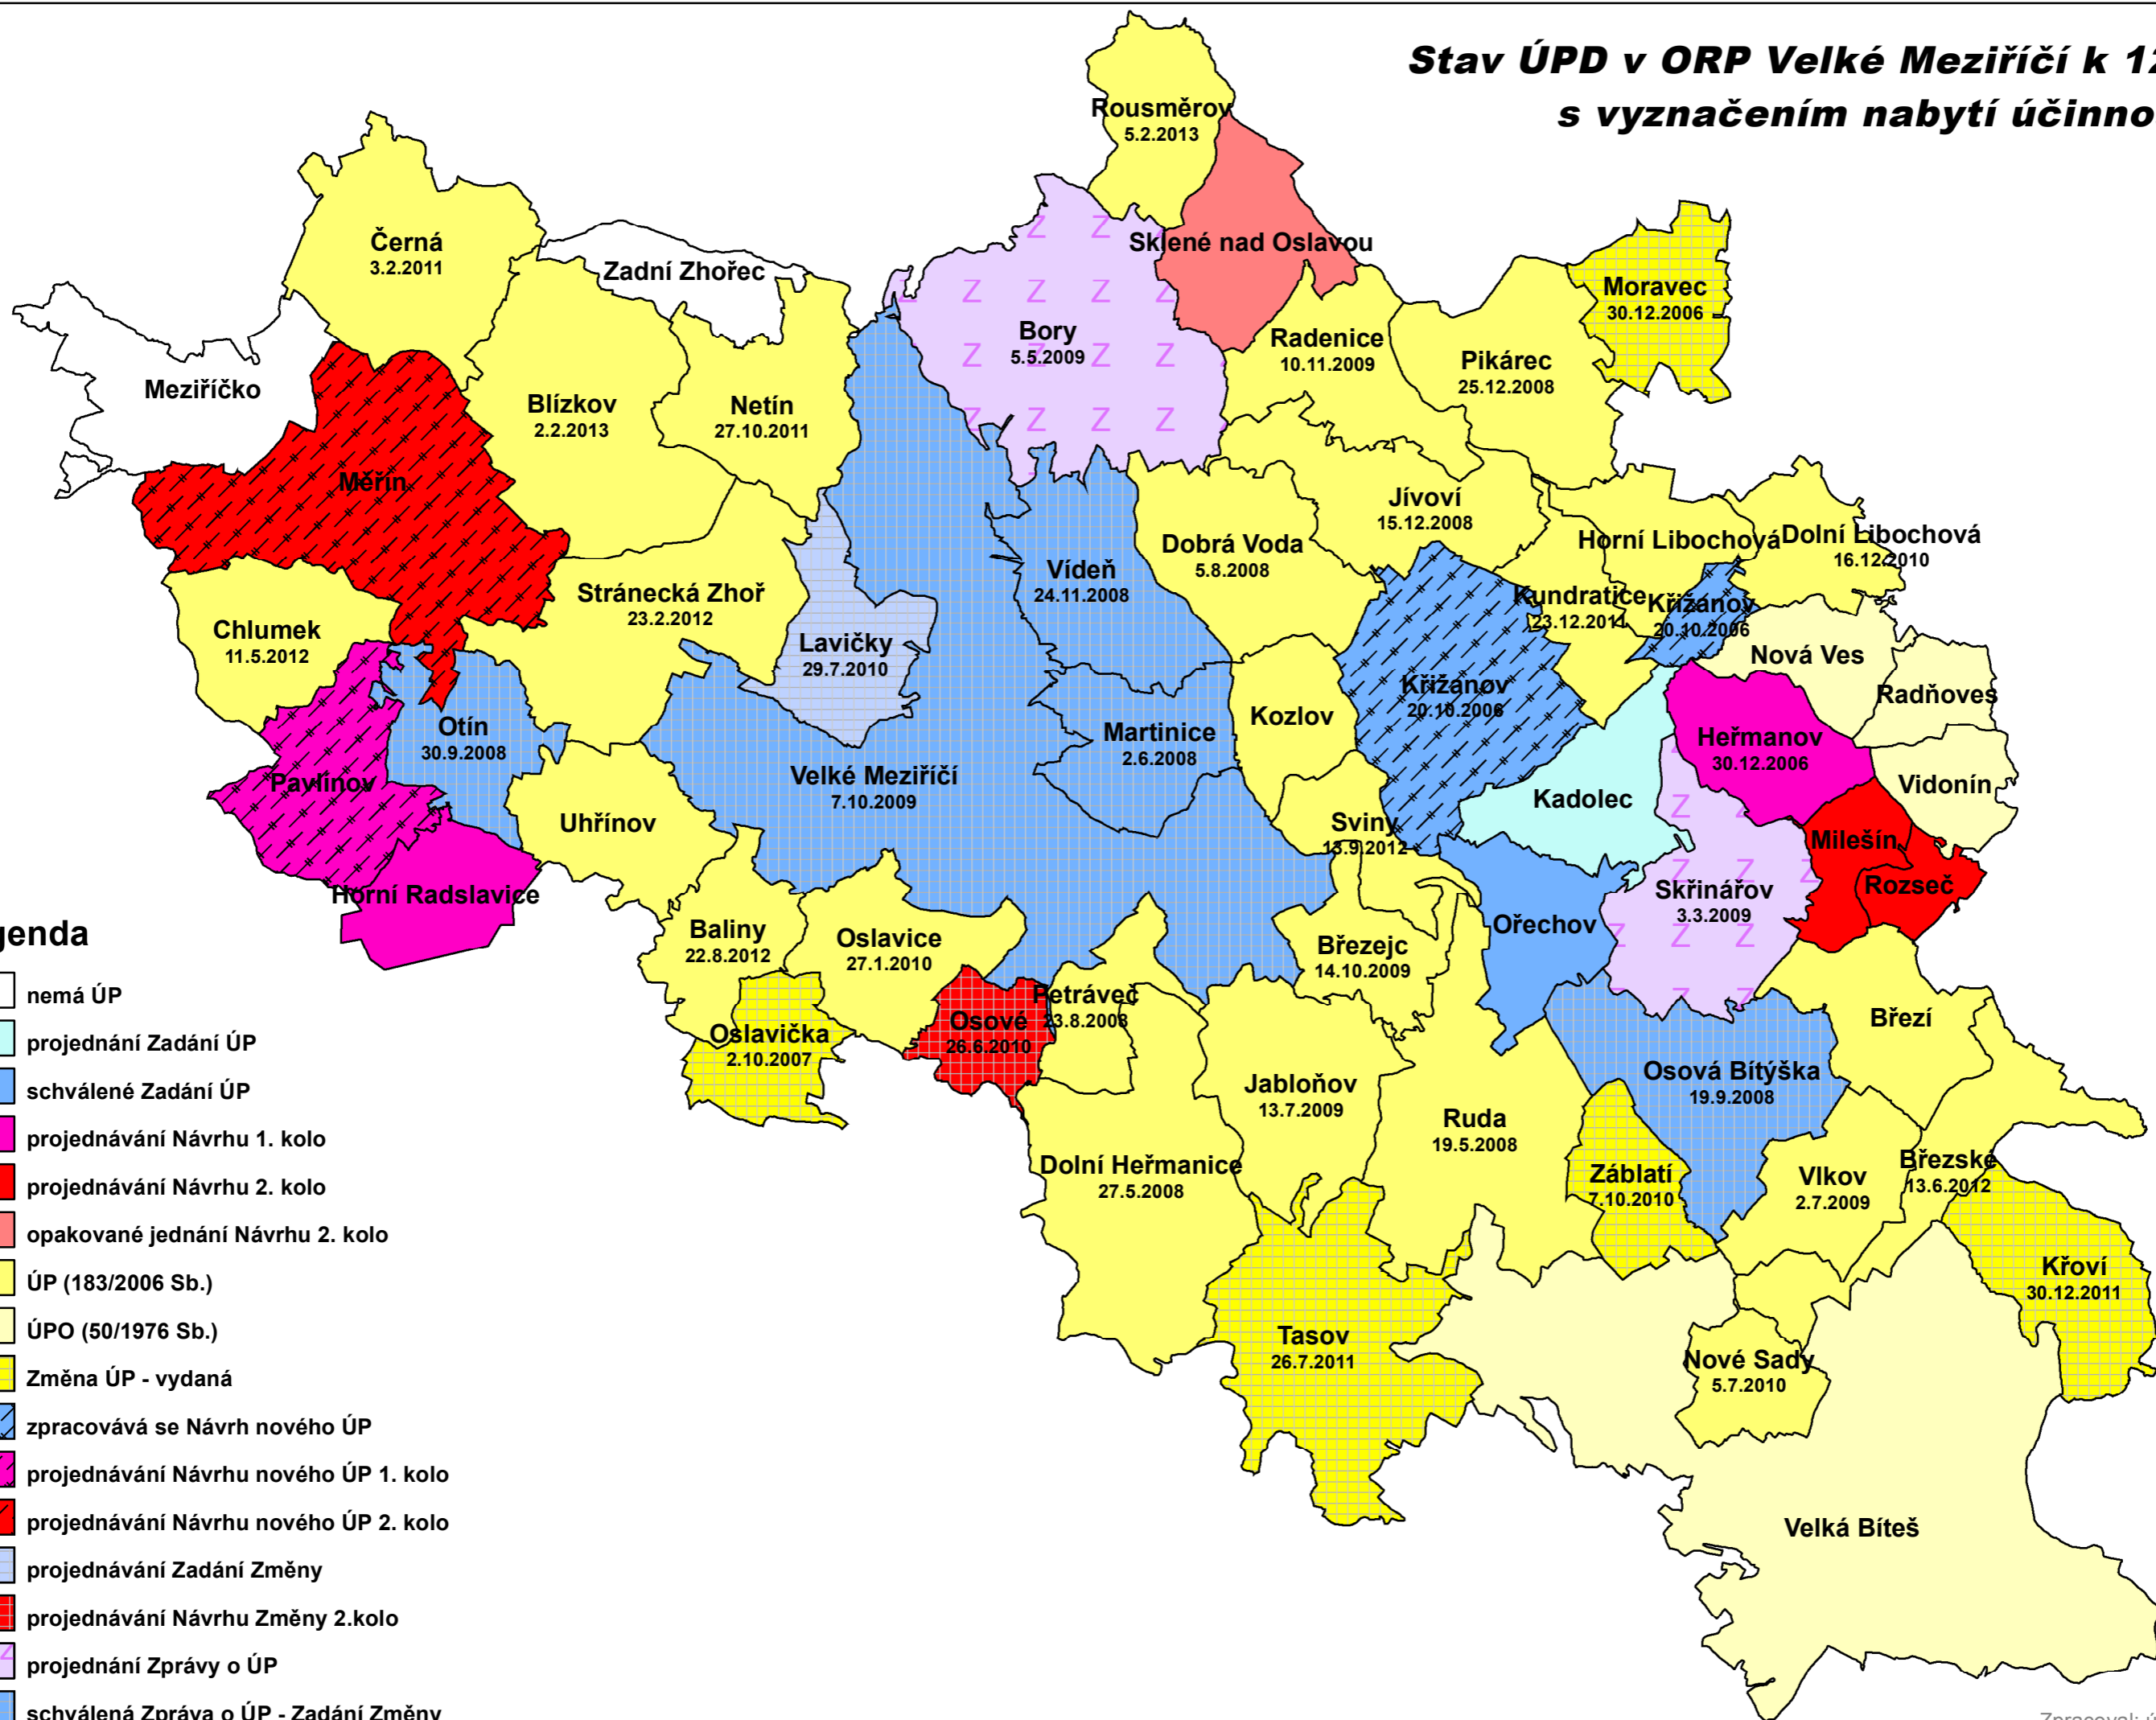 Stav ÚPD v ORP Velké Meziříčí k 12
s vyznačením nabytí účinno
Rousměrov
5.2.2013
Černá
3.2.2011
Zadní Zhořec
Sklené nad Oslavou
Moravec
30.12.2006
Bory
5.5.2009
Radenice
10.11.2009
Pikárec
25.12.2008
Meziříčko
Blízkov
2.2.2013
Netín
27.10.2011
Měřín
Jívoví
15.12.2008
Dobrá Voda
5.8.2008
Horní Libochová
Dolní Libochová
16.12.2010
Vídeň
24.11.2008
Stránecká Zhoř
23.2.2012
Kundratice
23.12.2011
Křižanov
20.10.2006
Chlumek
11.5.2012
Lavičky
29.7.2010
Nová Ves
Radňoves
Křižanov
20.10.2006
Kozlov
Otín
30.9.2008
Martinice
2.6.2008
Heřmanov
30.12.2006
Pavlínov
Velké Meziříčí
7.10.2009
Kadolec
Vidonín
Uhřínov
Sviny
13.9.2012
Milešín
Rozseč
Horní Radslavice
Skřinářov
3.3.2009
Baliny
22.8.2012
Oslavice
27.1.2010
Březejc
14.10.2009
Ořechov
Petráveč
23.8.2008
Osové
26.6.2010
Oslavička
2.10.2007
Březí
Osová Bítýška
19.9.2008
Jabloňov
13.7.2009
Ruda
19.5.2008
Dolní Heřmanice
27.5.2008
Záblatí
7.10.2010
Vlkov
2.7.2009
Březské
13.6.2012
Křoví
30.12.2011
Tasov
26.7.2011
Nové Sady
5.7.2010
Velká Bíteš
genda
nemá ÚP
projednání Zadání ÚP
schválené Zadání ÚP
projednávání Návrhu 1. kolo
projednávání Návrhu 2. kolo
opakované jednání Návrhu 2. kolo
ÚP (183/2006 Sb.)
ÚPO (50/1976 Sb.)
Změna ÚP - vydaná
zpracovává se Návrh nového ÚP
projednávání Návrhu nového ÚP 1. kolo
projednávání Návrhu nového ÚP 2. kolo
projednávání Zadání Změny
projednávání Návrhu Změny 2.kolo
projednání Zprávy o ÚP
schválená Zpráva o ÚP - Zadání Změny